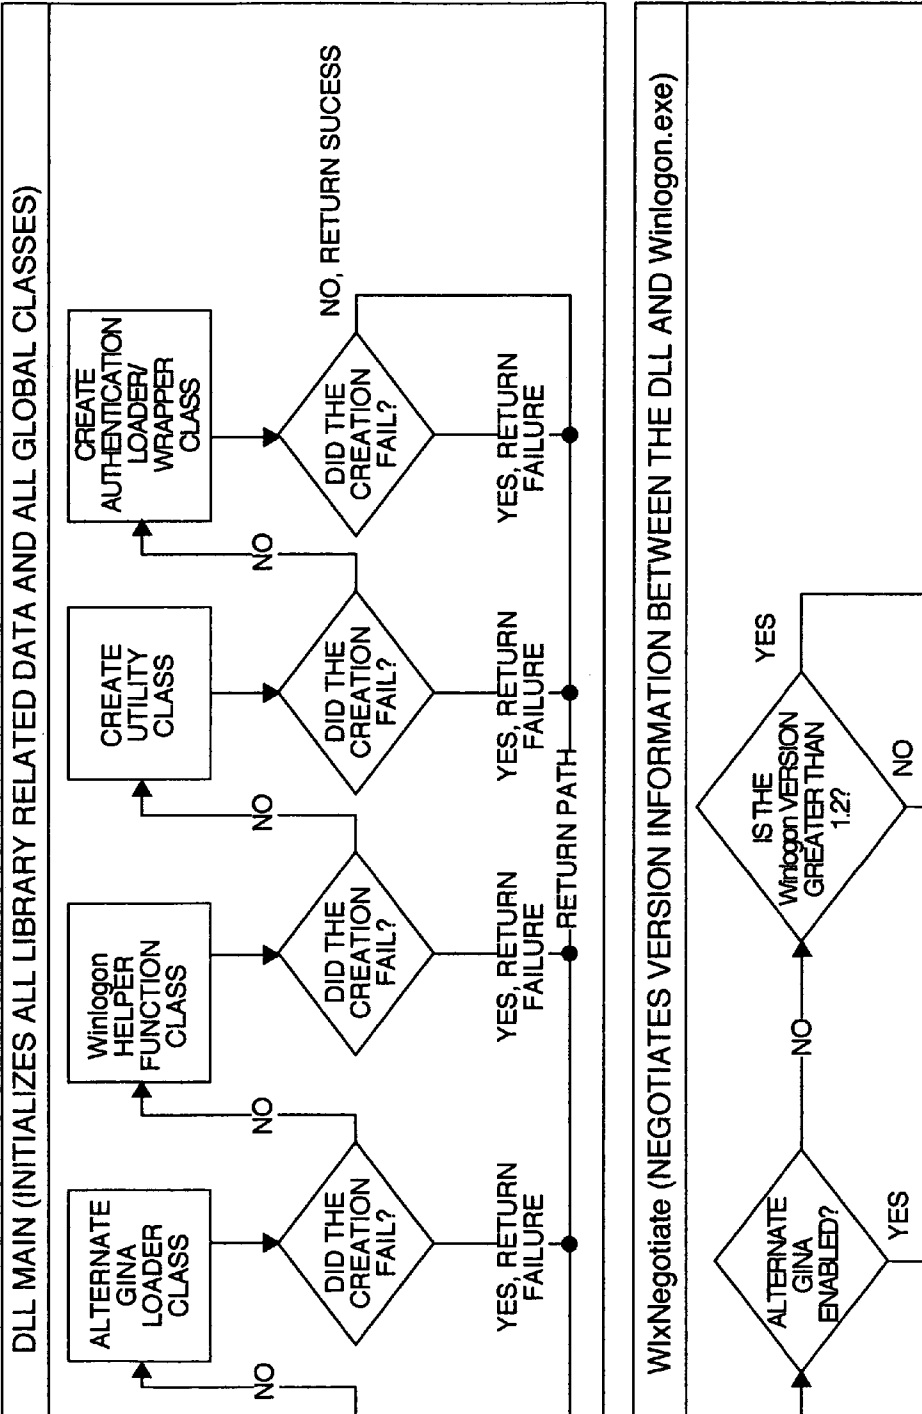 DLL MAIN (INITIALIZES ALL LIBRARY RELATED DATA AND ALL GLOBAL CLASSES)
NO
ALTERNATE
GINA
LOADER
CLASS
DID THE
CREATION
FAIL?
YES, RETURN
FAILURE
NO
Winlogon
HELPER
FUNCTION
CLASS
DID THE
CREATION
FAIL?
YES, RETURN
FAILURE
NO
CREATE
UTILITY
CLASS
DID THE
CREATION
FAIL?
YES, RETURN
FAILURE
NO
CREATE
AUTHENTICATION
LOADER/
WRAPPER
CLASS
DID THE
CREATION
FAIL?
YES, RETURN
FAILURE
NO, RETURN SUCESS
RETURN PATH
WlxNegotiate (NEGOTIATES VERSION INFORMATION BETWEEN THE DLL AND Winlogon.exe)
ALTERNATE
GINA
ENABLED?
YES
NO
IS THE
Winlogon VERSION
GREATER THAN
1.2?
NO
YES